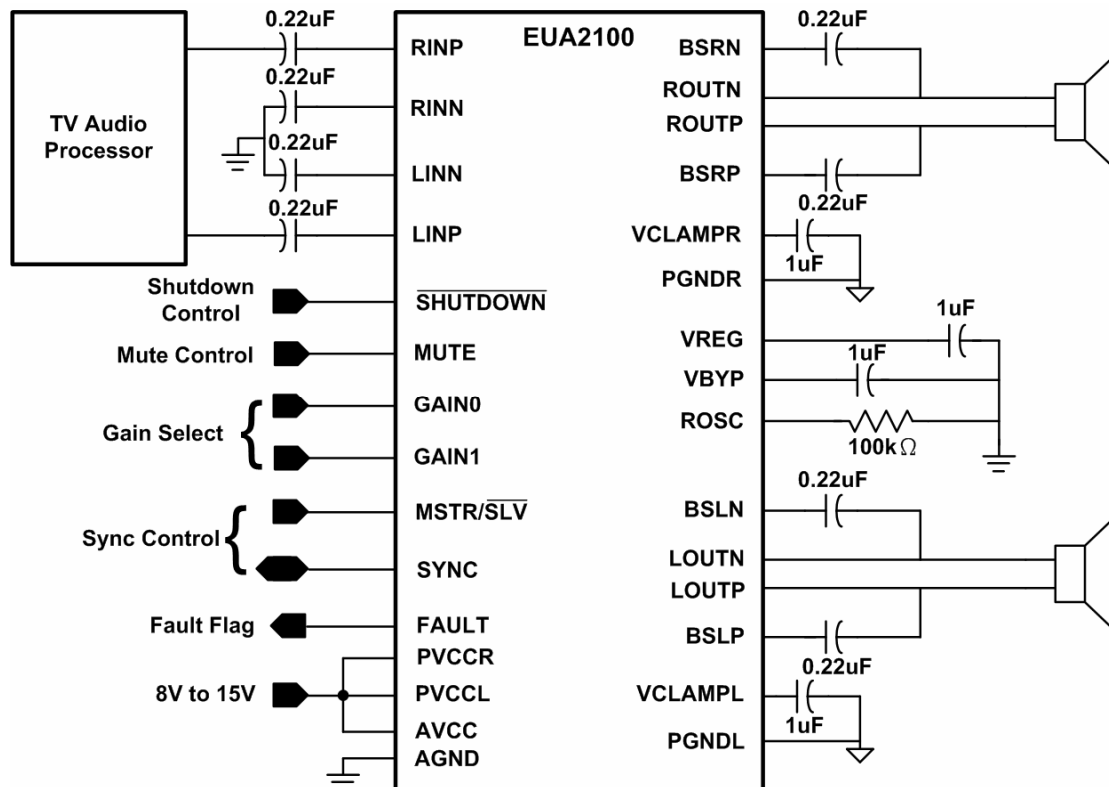 0.22uF
RINP
0.22uF
RINN
TV Audio
Processor
0.22uF
LINN
0.22uF
LINP
Shutdown
Control
SHUTDOWN
Mute Control
MUTE
GAIN0
Gain Select
GAIN1
MSTR/SLV
Sync Control
SYNC
Fault Flag
FAULT
PVCCR
8V to 15V
PVCCL
AVCC
AGND
EUA2100
BSRN
0.22uF
ROUTN
ROUTP
BSRP
0.22uF
VCLAMPR
1uF
PGNDR
1uF
VREG
1uF
VBYP
ROSC
100kΩ
0.22uF
BSLN
LOUTN
LOUTP
BSLP
0.22uF
VCLAMPL
1uF
PGNDL